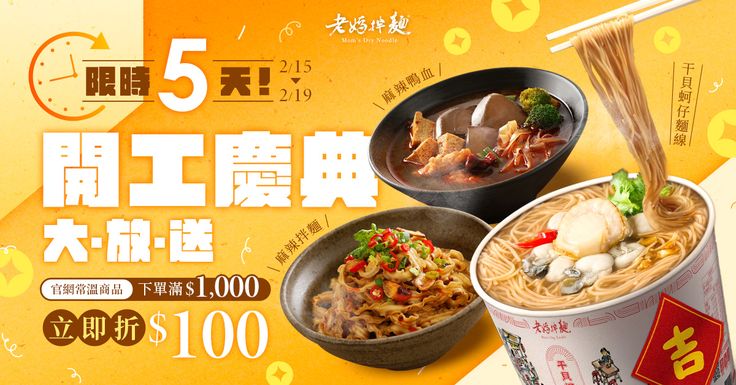 老媽拌麵
Mom's Dry Noodle
限時5天!
2/15
2/19
開工慶典
大·放·送
官網常溫商品
下單滿$1,000
立即折$100
麻辣鴨血
麻辣拌麵
干貝蚵仔麵線
老媽拌麵
干貝
吉